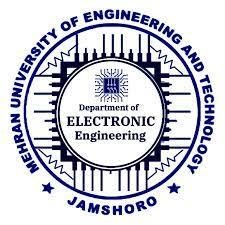 MEHRAN UNIVERSITY OF ENGINEERING AND TECHNOLOGY
Department of
ELECTRONIC
Engineering
JAMSHORO